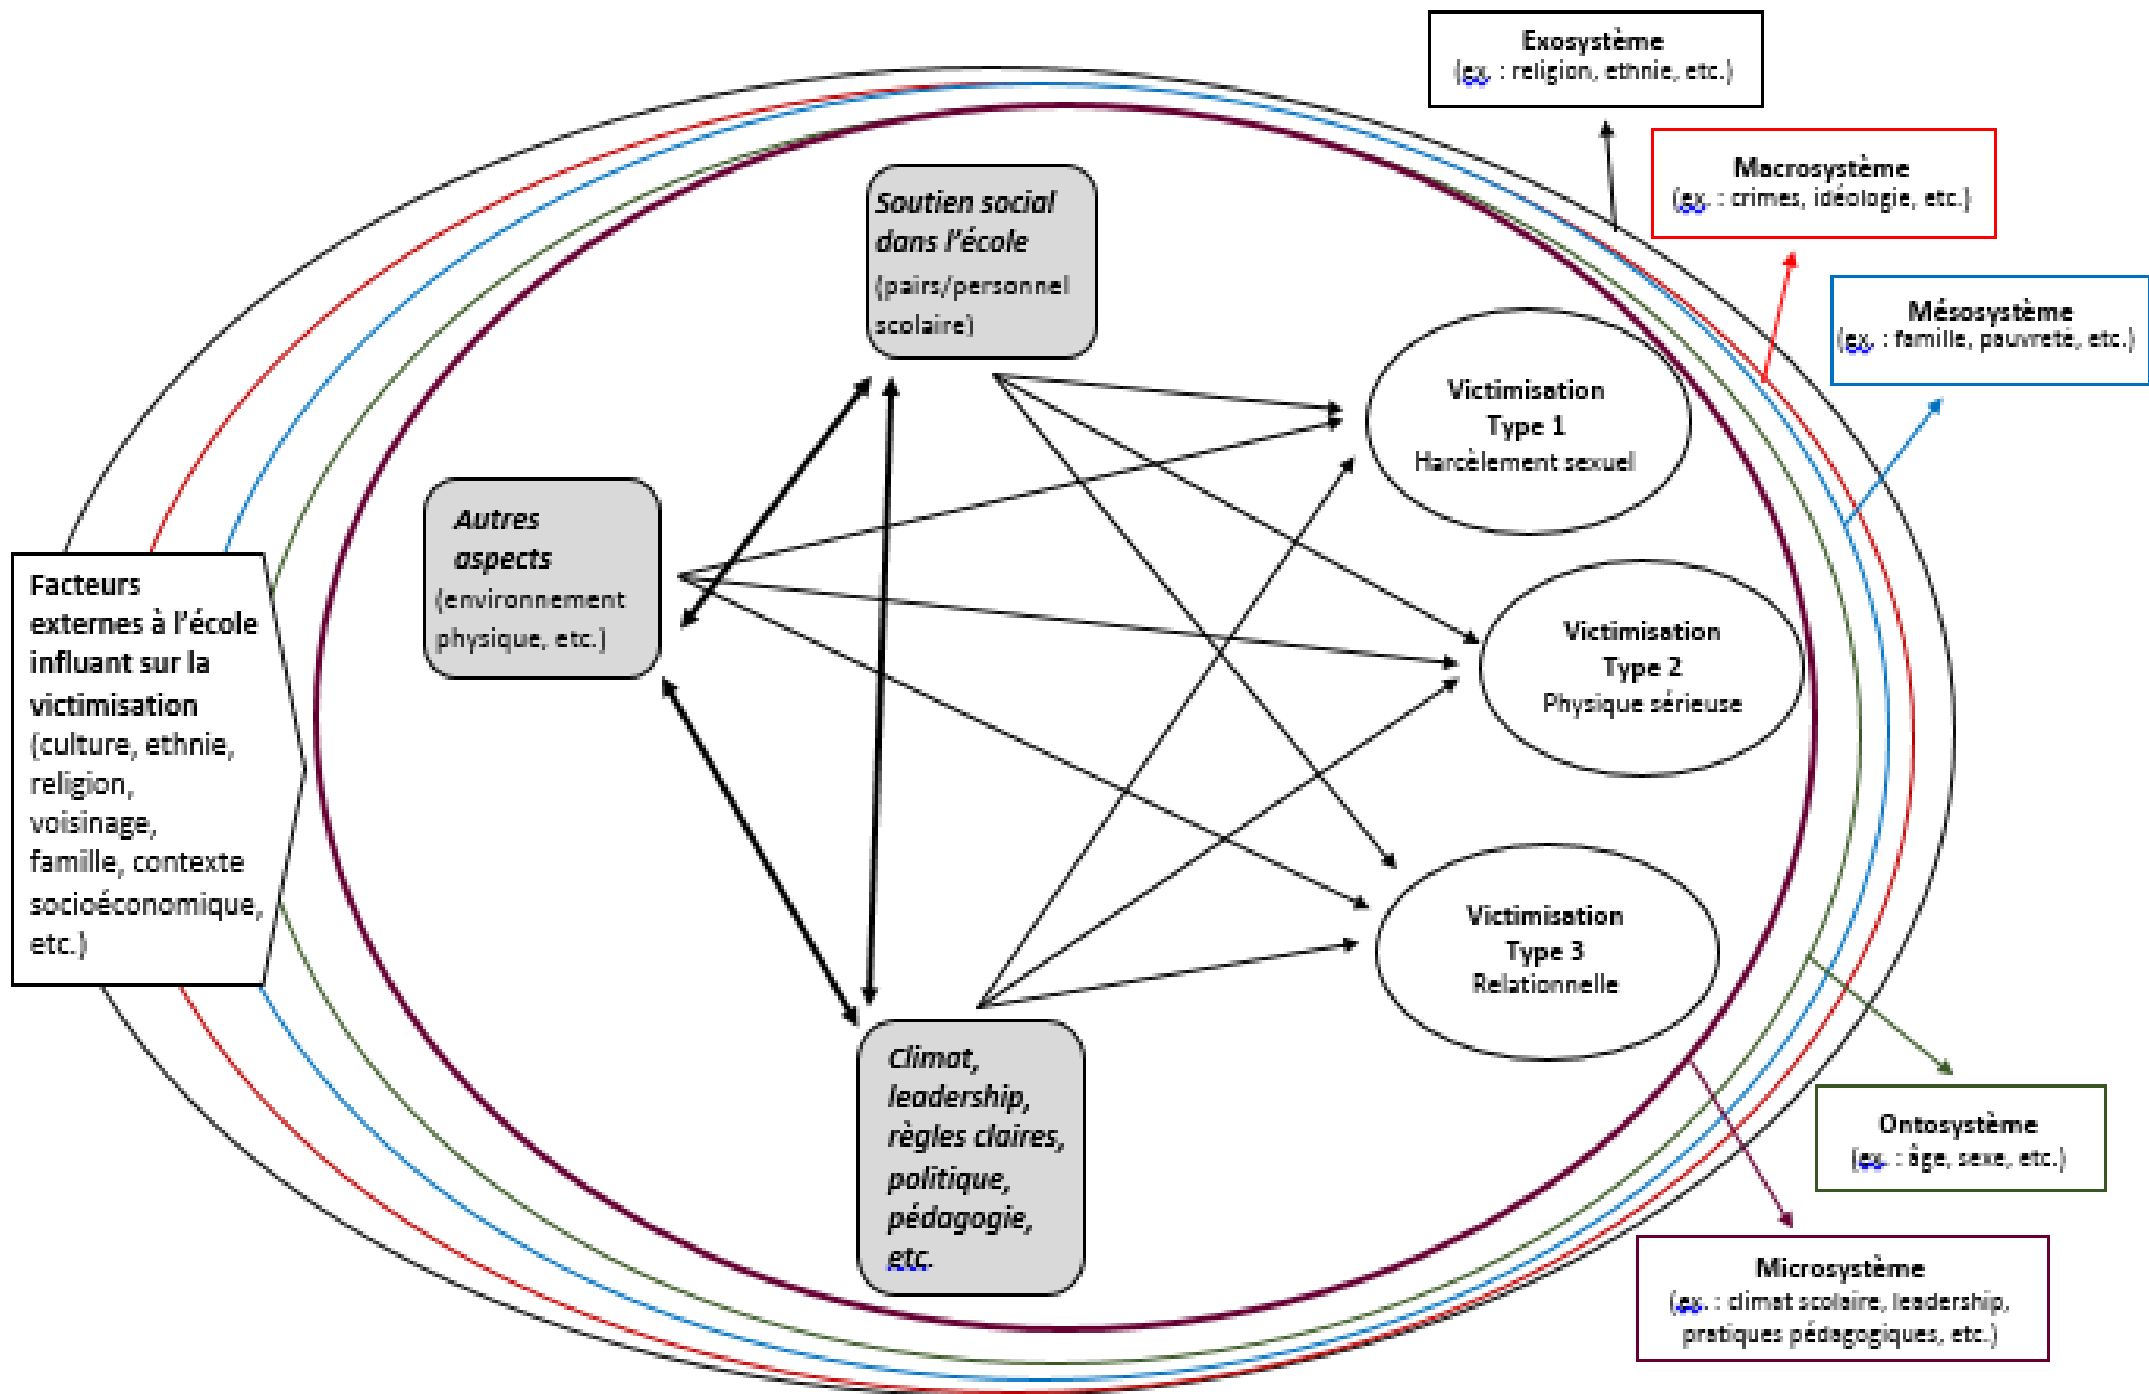 Exosystème
(ex. : religion, ethnie, etc.)
Macrosystème
(ex. : crimes, idéologie, etc.)
Mésosystème
(ex. : famille, pauvreté, etc.)
Soutien social
dans l'école
(pairs/personnel
scolaire)
Victimisation
Type 1
Harcèlement sexuel
Autres
aspects
(environnement
physique, etc.)
Facteurs
externes à l'école
influant sur la
victimisation
(culture, ethnie,
religion,
voisinage,
famille, contexte
socioéconomique,
etc.)
Victimisation
Type 2
Physique sérieuse
Victimisation
Type 3
Relationnelle
Climat,
leadership,
règles claires,
politique,
pédagogie,
etc.
Ontosystème
(ex. : âge, sexe, etc.)
Microsystème
(ex. : climat scolaire, leadership,
pratiques pédagogiques, etc.)